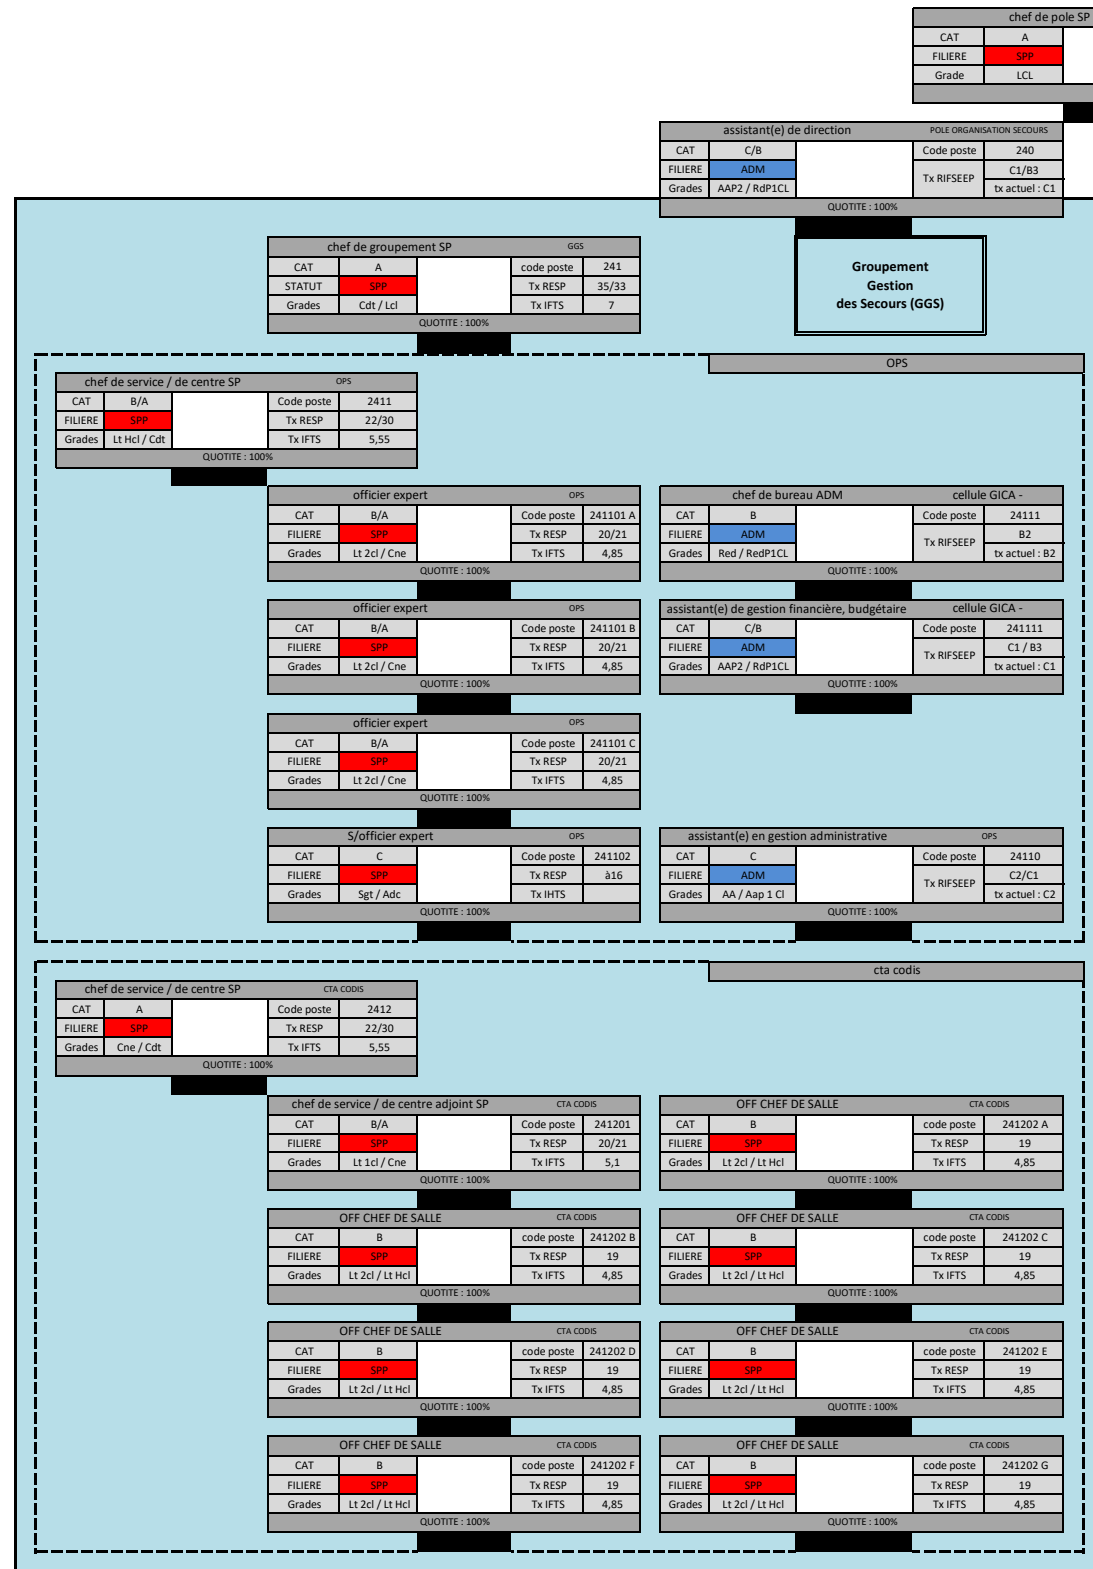 chef de pole SP
CAT A
FILIERE SPP
Grade LCL
assistant(e) de direction POLE ORGANISATION SECOURS
CAT C/B Code poste 240
FILIERE ADM Tx RIFSEEP C1/B3
Grades AAP2 / RdP1CL tx actuel : C1
QUOTITE : 100%
chef de groupement SP GGS
CAT A code poste 241
STATUT SPP Tx RESP 35/33
Grades Cdt / Lcl Tx IFTS 7
QUOTITE : 100%
Groupement
Gestion
des Secours (GGS)
OPS
chef de service / de centre SP OPS
CAT B/A Code poste 2411
FILIERE SPP Tx RESP 22/30
Grades Lt Hcl / Cdt Tx IFTS 5,55
QUOTITE : 100%
officier expert OPS
CAT B/A Code poste 241101 A
FILIERE SPP Tx RESP 20/21
Grades Lt 2cl / Cne Tx IFTS 4,85
QUOTITE : 100%
chef de bureau ADM cellule GICA -
CAT B Code poste 24111
FILIERE ADM Tx RIFSEEP B2
Grades Red / RedP1CL tx actuel : B2
QUOTITE : 100%
officier expert OPS
CAT B/A Code poste 241101 B
FILIERE SPP Tx RESP 20/21
Grades Lt 2cl / Cne Tx IFTS 4,85
QUOTITE : 100%
assistant(e) de gestion financière, budgétaire cellule GICA -
CAT C/B Code poste 241111
FILIERE ADM Tx RIFSEEP C1 / B3
Grades AAP2 / RdP1CL tx actuel : C1
QUOTITE : 100%
officier expert OPS
CAT B/A Code poste 241101 C
FILIERE SPP Tx RESP 20/21
Grades Lt 2cl / Cne Tx IFTS 4,85
QUOTITE : 100%
S/officier expert OPS
CAT C Code poste 241102
FILIERE SPP Tx RESP à16
Grades Sgt / Adc Tx IHTS
QUOTITE : 100%
assistant(e) en gestion administrative OPS
CAT C Code poste 24110
FILIERE ADM Tx RIFSEEP C2/C1
Grades AA / Aap 1 Cl tx actuel : C2
QUOTITE : 100%
cta codis
chef de service / de centre SP CTA CODIS
CAT A Code poste 2412
FILIERE SPP Tx RESP 22/30
Grades Cne / Cdt Tx IFTS 5,55
QUOTITE : 100%
chef de service / de centre adjoint SP CTA CODIS
CAT B/A Code poste 241201
FILIERE SPP Tx RESP 20/21
Grades Lt 1cl / Cne Tx IFTS 5,1
QUOTITE : 100%
OFF CHEF DE SALLE CTA CODIS
CAT B code poste 241202 A
FILIERE SPP Tx RESP 19
Grades Lt 2cl / Lt Hcl Tx IFTS 4,85
QUOTITE : 100%
OFF CHEF DE SALLE CTA CODIS
CAT B code poste 241202 B
FILIERE SPP Tx RESP 19
Grades Lt 2cl / Lt Hcl Tx IFTS 4,85
QUOTITE : 100%
OFF CHEF DE SALLE CTA CODIS
CAT B code poste 241202 C
FILIERE SPP Tx RESP 19
Grades Lt 2cl / Lt Hcl Tx IFTS 4,85
QUOTITE : 100%
OFF CHEF DE SALLE CTA CODIS
CAT B code poste 241202 D
FILIERE SPP Tx RESP 19
Grades Lt 2cl / Lt Hcl Tx IFTS 4,85
QUOTITE : 100%
OFF CHEF DE SALLE CTA CODIS
CAT B code poste 241202 E
FILIERE SPP Tx RESP 19
Grades Lt 2cl / Lt Hcl Tx IFTS 4,85
QUOTITE : 100%
OFF CHEF DE SALLE CTA CODIS
CAT B code poste 241202 F
FILIERE SPP Tx RESP 19
Grades Lt 2cl / Lt Hcl Tx IFTS 4,85
QUOTITE : 100%
OFF CHEF DE SALLE CTA CODIS
CAT B code poste 241202 G
FILIERE SPP Tx RESP 19
Grades Lt 2cl / Lt Hcl Tx IFTS 4,85
QUOTITE : 100%